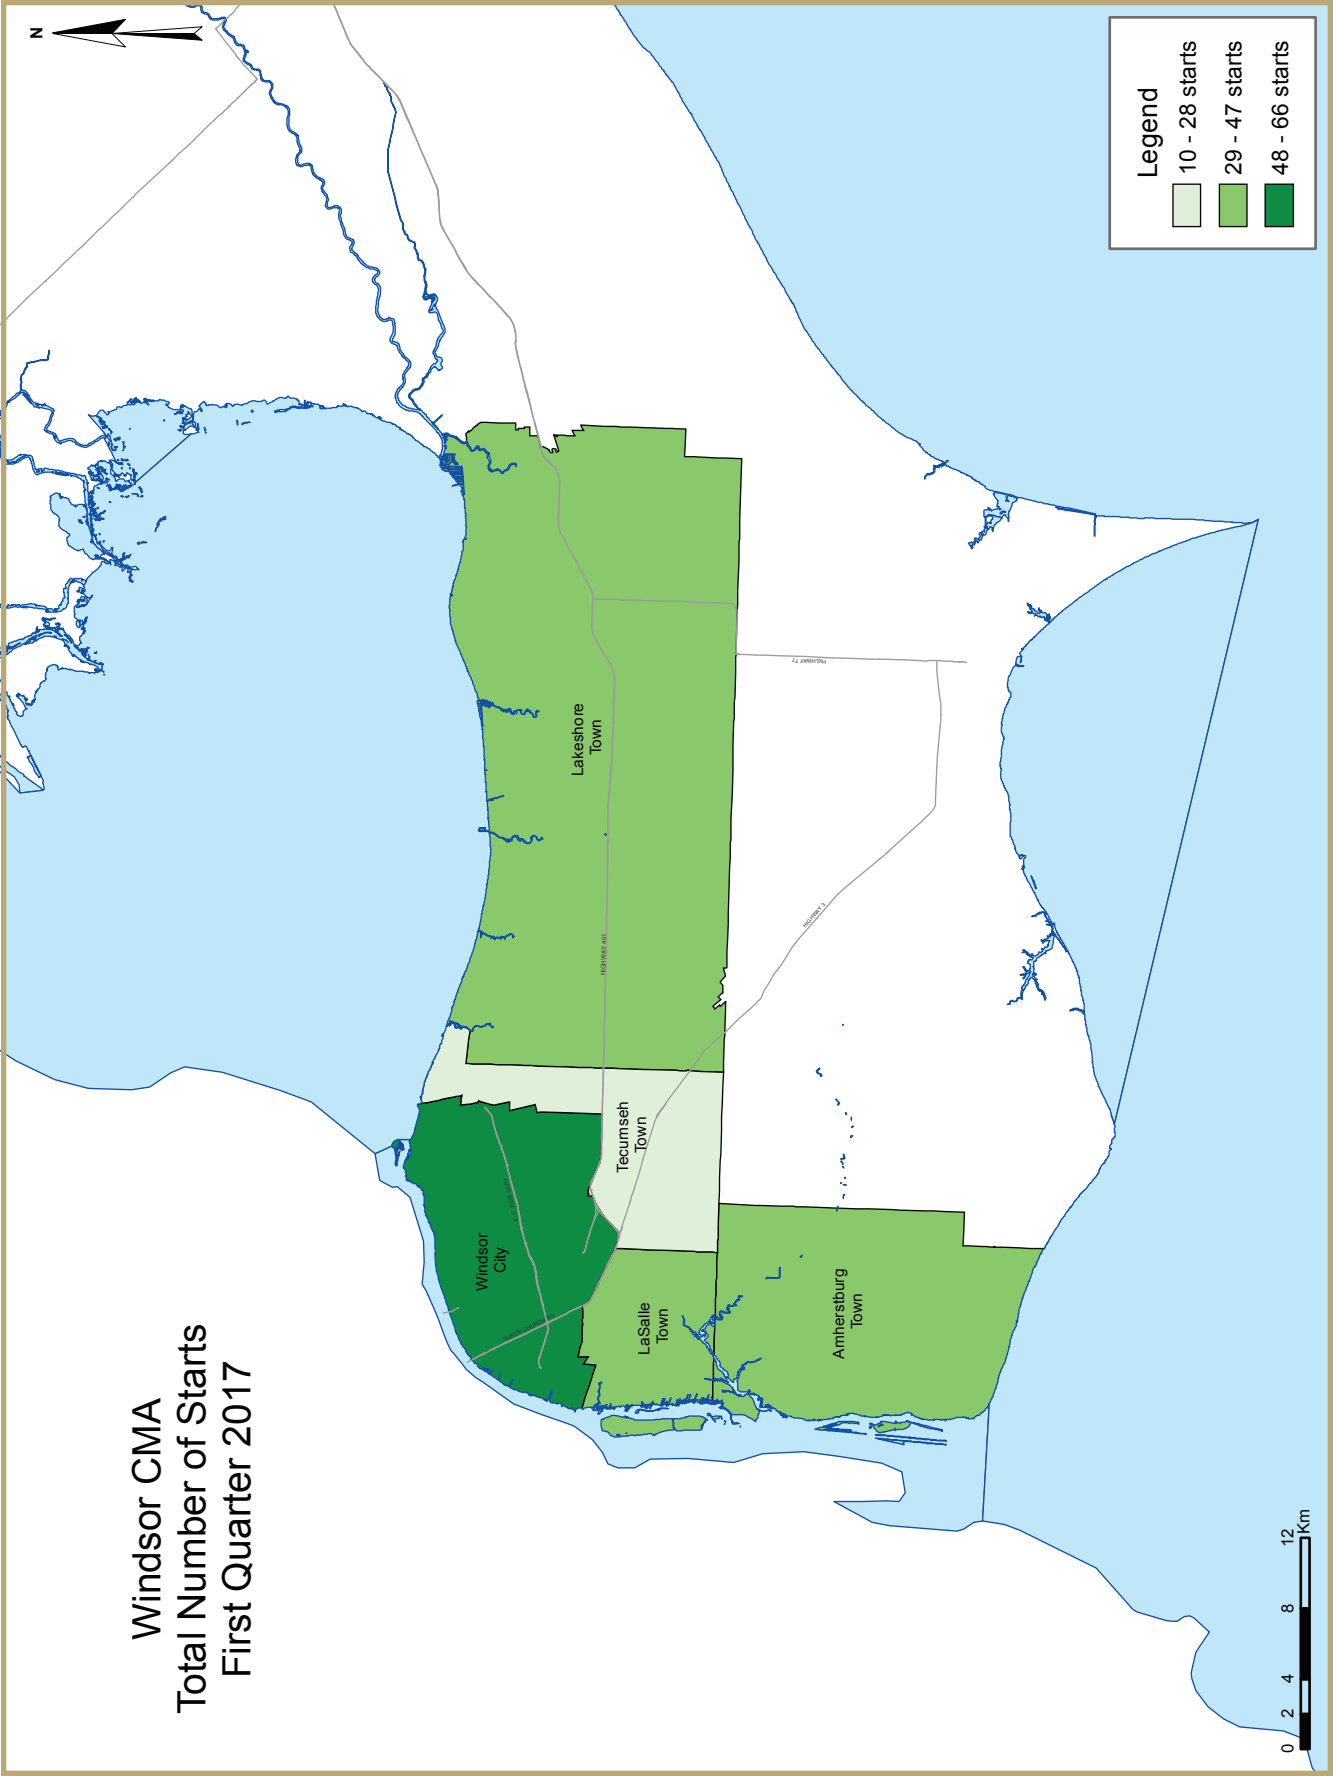 Windsor CMA
Total Number of Starts
First Quarter 2017
N
Legend
10 - 28 starts
29 - 47 starts
48 - 66 starts
Windsor
City
Tecumseh
Town
LaSalle
Town
Amherstburg
Town
Lakeshore
Town
HIGHWAY 401
HIGHWAY 3
HIGHWAY 77
0 2 4 8 12
Km